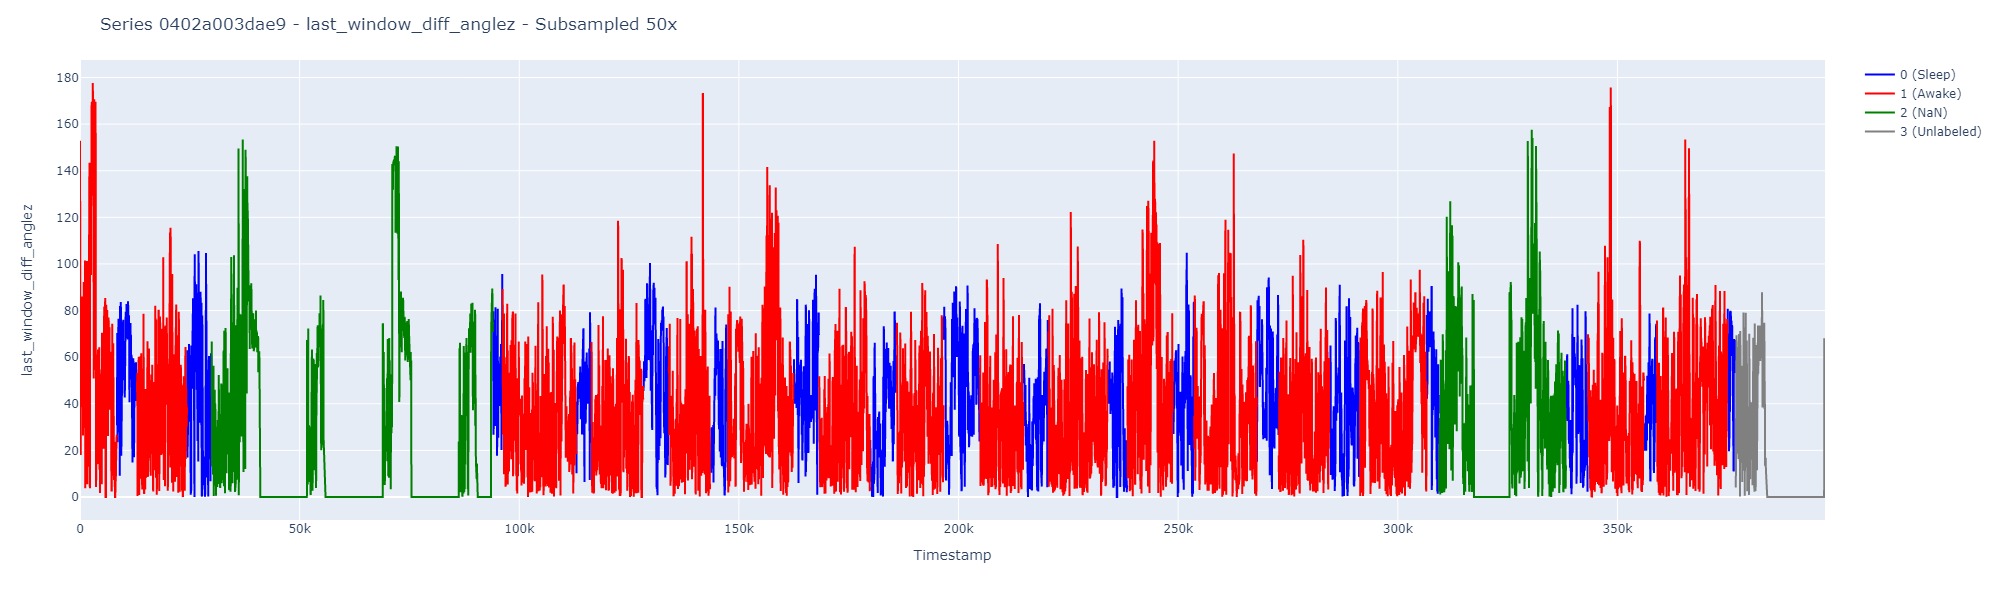 Series 0402a003dae9 - last_window_diff_anglez - Subsampled 50x
0 (Sleep)
1 (Awake)
2 (NaN)
3 (Unlabeled)
last_window_diff_anglez
180
160
140
120
100
80
60
40
20
0
0
50k
100k
150k
200k
250k
300k
350k
Timestamp